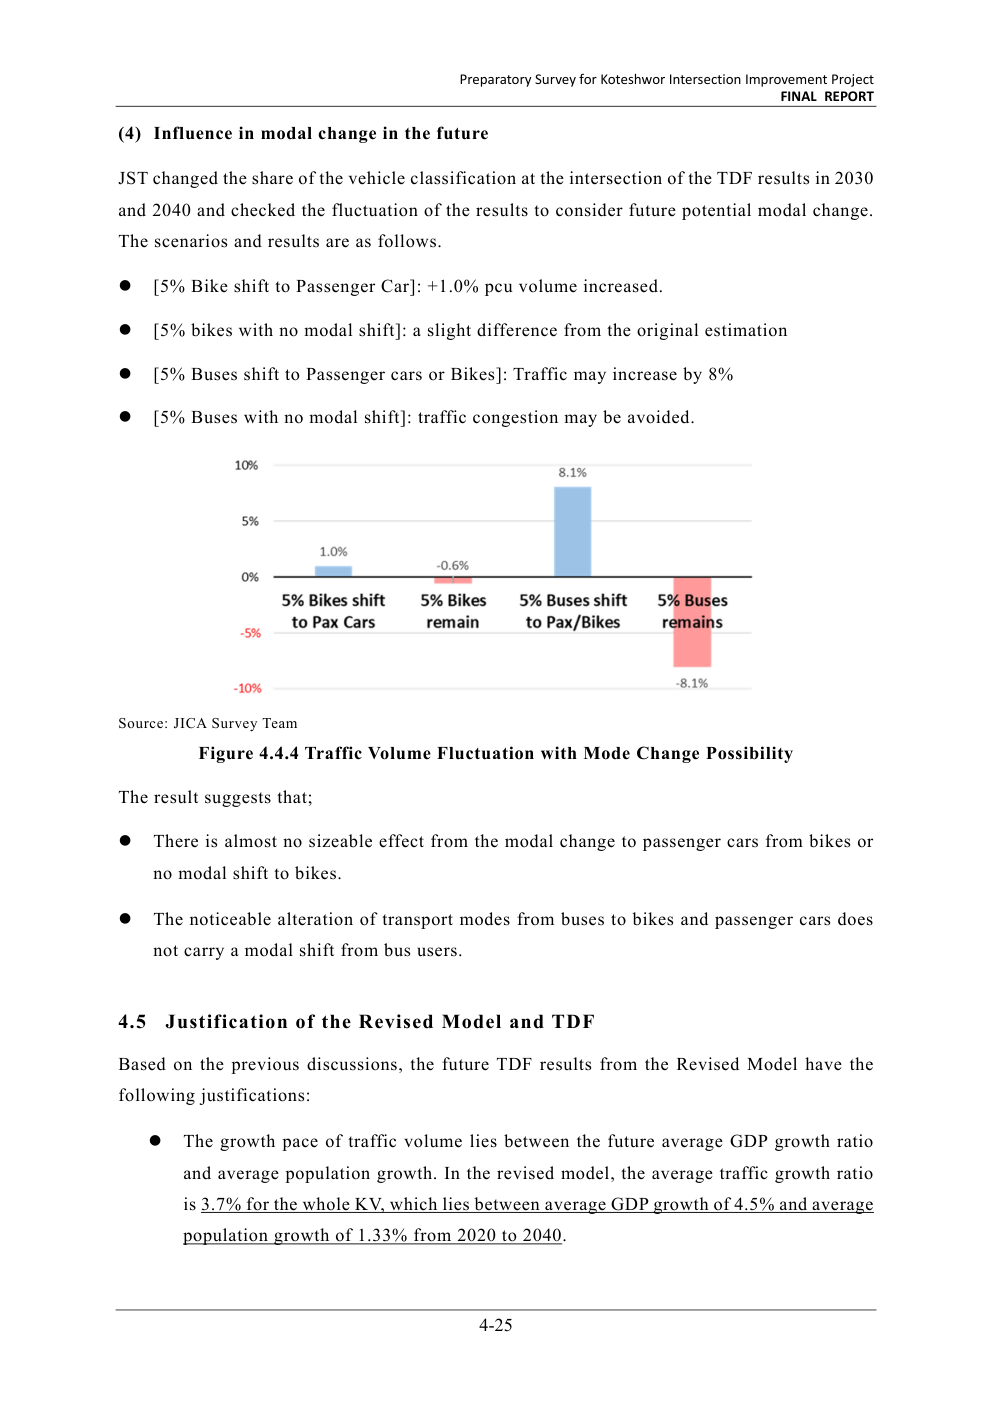 Preparatory Survey for Koteshwor Intersection Improvement Project
FINAL REPORT
(4) Influence in modal change in the future
JST changed the share of the vehicle classification at the intersection of the TDF results in 2030
and 2040 and checked the fluctuation of the results to consider future potential modal change.
The scenarios and results are as follows.
● [5% Bike shift to Passenger Car]: +1.0% pcu volume increased.
● [5% bikes with no modal shift]: a slight difference from the original estimation
● [5% Buses shift to Passenger cars or Bikes]: Traffic may increase by 8%
● [5% Buses with no modal shift]: traffic congestion may be avoided.
10%
8.1%
5%
1.0%
-0.6%
0%
5% Bikes shift 5% Bikes 5% Buses shift 5% Buses
to Pax Cars remain to Pax/Bikes remains
-5%
-8.1%
-10%
Source: JICA Survey Team
Figure 4.4.4 Traffic Volume Fluctuation with Mode Change Possibility
The result suggests that;
● There is almost no sizeable effect from the modal change to passenger cars from bikes or
no modal shift to bikes.
● The noticeable alteration of transport modes from buses to bikes and passenger cars does
not carry a modal shift from bus users.
4.5 Justification of the Revised Model and TDF
Based on the previous discussions, the future TDF results from the Revised Model have the
following justifications:
● The growth pace of traffic volume lies between the future average GDP growth ratio
and average population growth. In the revised model, the average traffic growth ratio
is 3.7% for the whole KV, which lies between average GDP growth of 4.5% and average
population growth of 1.33% from 2020 to 2040.
4-25